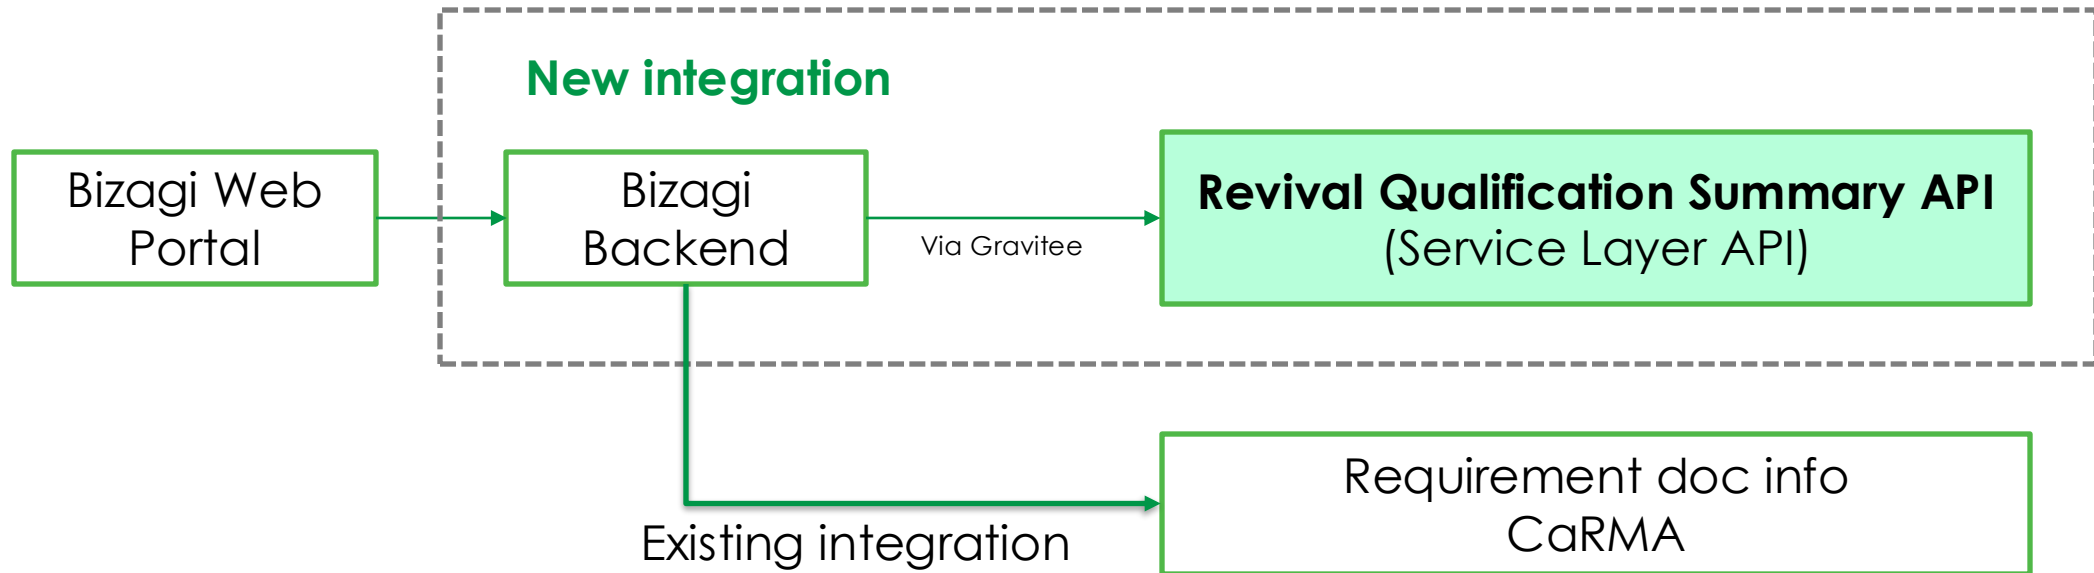 New integration
Bizagi Web
Portal
Bizagi
Backend
Via Gravitee
Revival Qualification Summary API
(Service Layer API)
Existing integration
Requirement doc info
CaRMA